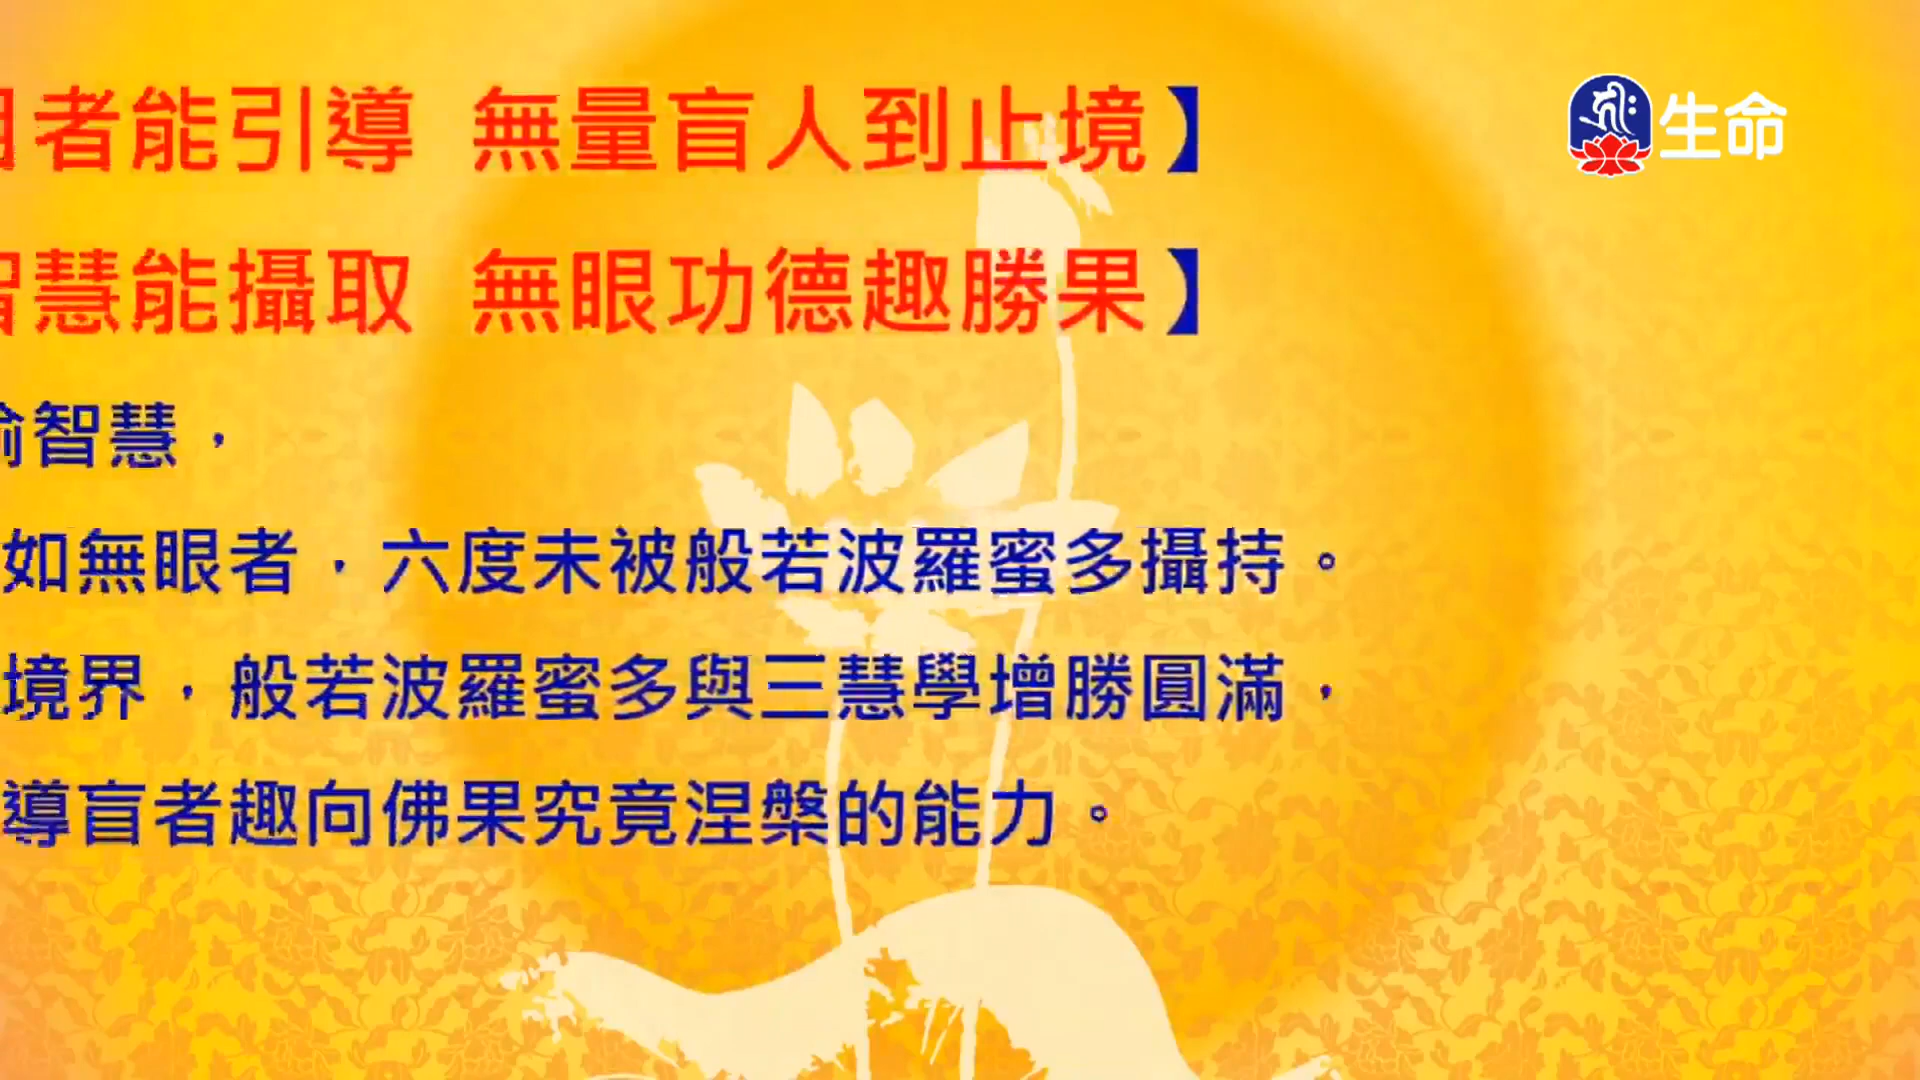 者能引導 無量盲人到止境】
慧能攝取 無眼功德趣勝果】
智慧，
如無眼者，六度未被般若波羅蜜多攝持。
境界，般若波羅蜜多與三慧學增勝圓滿，
導盲者趣向佛果究竟涅槃的能力。
生命